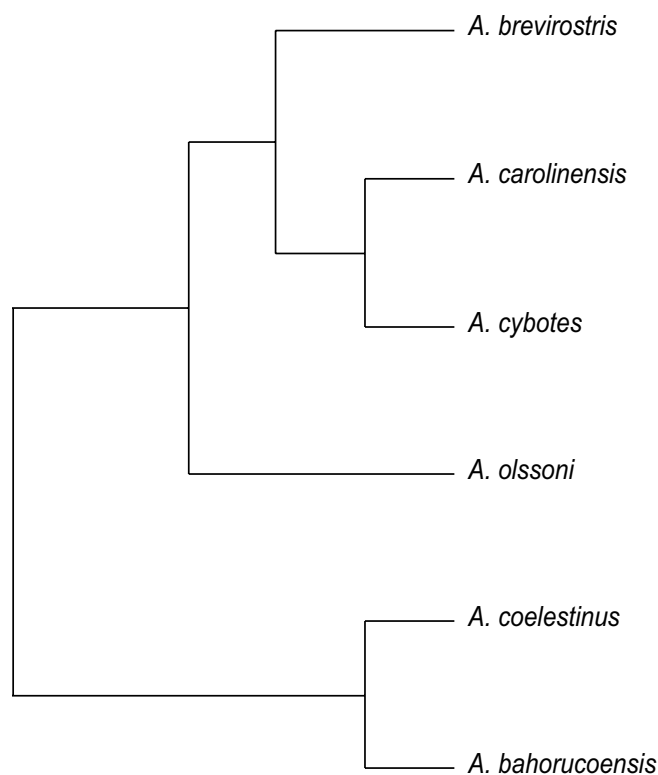 A. brevirostris
A. carolinensis
A. cybotes
A. olssoni
A. coelestinus
A. bahorucoensis